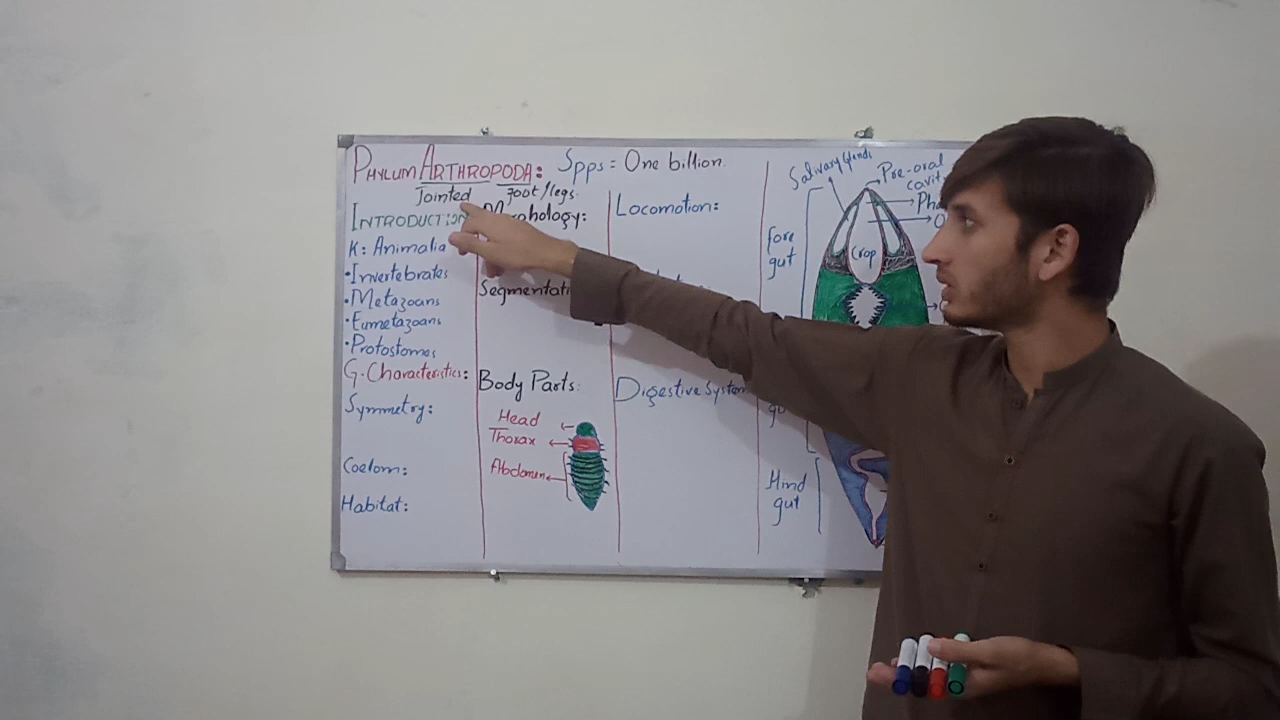 PHYLUM ARTHROPODA: Spps = One billion.
Jointed foot/legs.
INTRODUCTION
K: Animalia
•Invertebrates
•Metazoans
•Eumetazoans
•Protostomes
G. Characteristics:
Symmetry:
Coelom:
Habitat:
Segmentati
Body Parts:
Head
Thorax
Abdomen
Locomotion:
Digestive System
Salivary Glands
Pre-oral
cavity
Pha
Fore
gut
Crop
Hind
gut